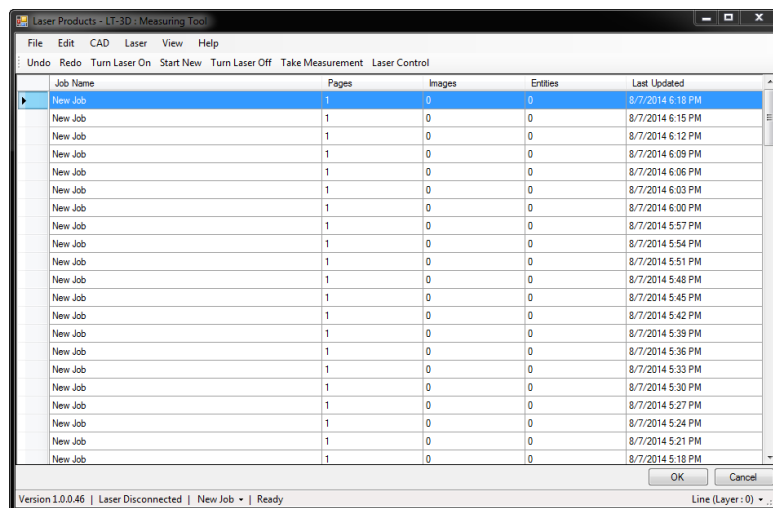 Laser Products - LT-3D : Measuring Tool
File Edit CAD Laser View Help
Undo Redo Turn Laser On Start New Turn Laser Off Take Measurement Laser Control
Job Name Pages Images Entities Last Updated
New Job 1 0 0 8/7/2014 6:18 PM
New Job 1 0 0 8/7/2014 6:15 PM
New Job 1 0 0 8/7/2014 6:12 PM
New Job 1 0 0 8/7/2014 6:09 PM
New Job 1 0 0 8/7/2014 6:06 PM
New Job 1 0 0 8/7/2014 6:03 PM
New Job 1 0 0 8/7/2014 6:00 PM
New Job 1 0 0 8/7/2014 5:57 PM
New Job 1 0 0 8/7/2014 5:54 PM
New Job 1 0 0 8/7/2014 5:51 PM
New Job 1 0 0 8/7/2014 5:48 PM
New Job 1 0 0 8/7/2014 5:45 PM
New Job 1 0 0 8/7/2014 5:42 PM
New Job 1 0 0 8/7/2014 5:39 PM
New Job 1 0 0 8/7/2014 5:36 PM
New Job 1 0 0 8/7/2014 5:33 PM
New Job 1 0 0 8/7/2014 5:30 PM
New Job 1 0 0 8/7/2014 5:27 PM
New Job 1 0 0 8/7/2014 5:24 PM
New Job 1 0 0 8/7/2014 5:21 PM
New Job 1 0 0 8/7/2014 5:18 PM
OK Cancel
Version 1.0.0.46 | Laser Disconnected | New Job | Ready Line (Layer : 0)